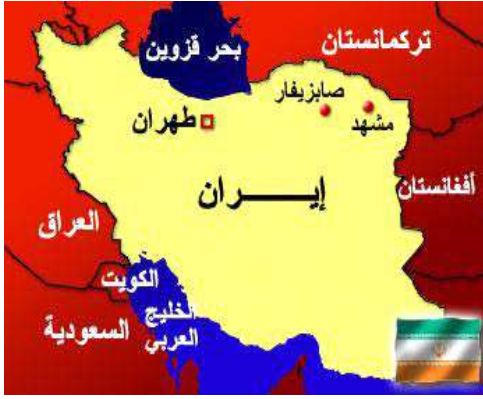 تركمانستان
بحر قزوين
صابزيفار
مشهد
طهران
أفغانستان
إيـــــران
العراق
الكويت
الخليج
العربي
السعودية